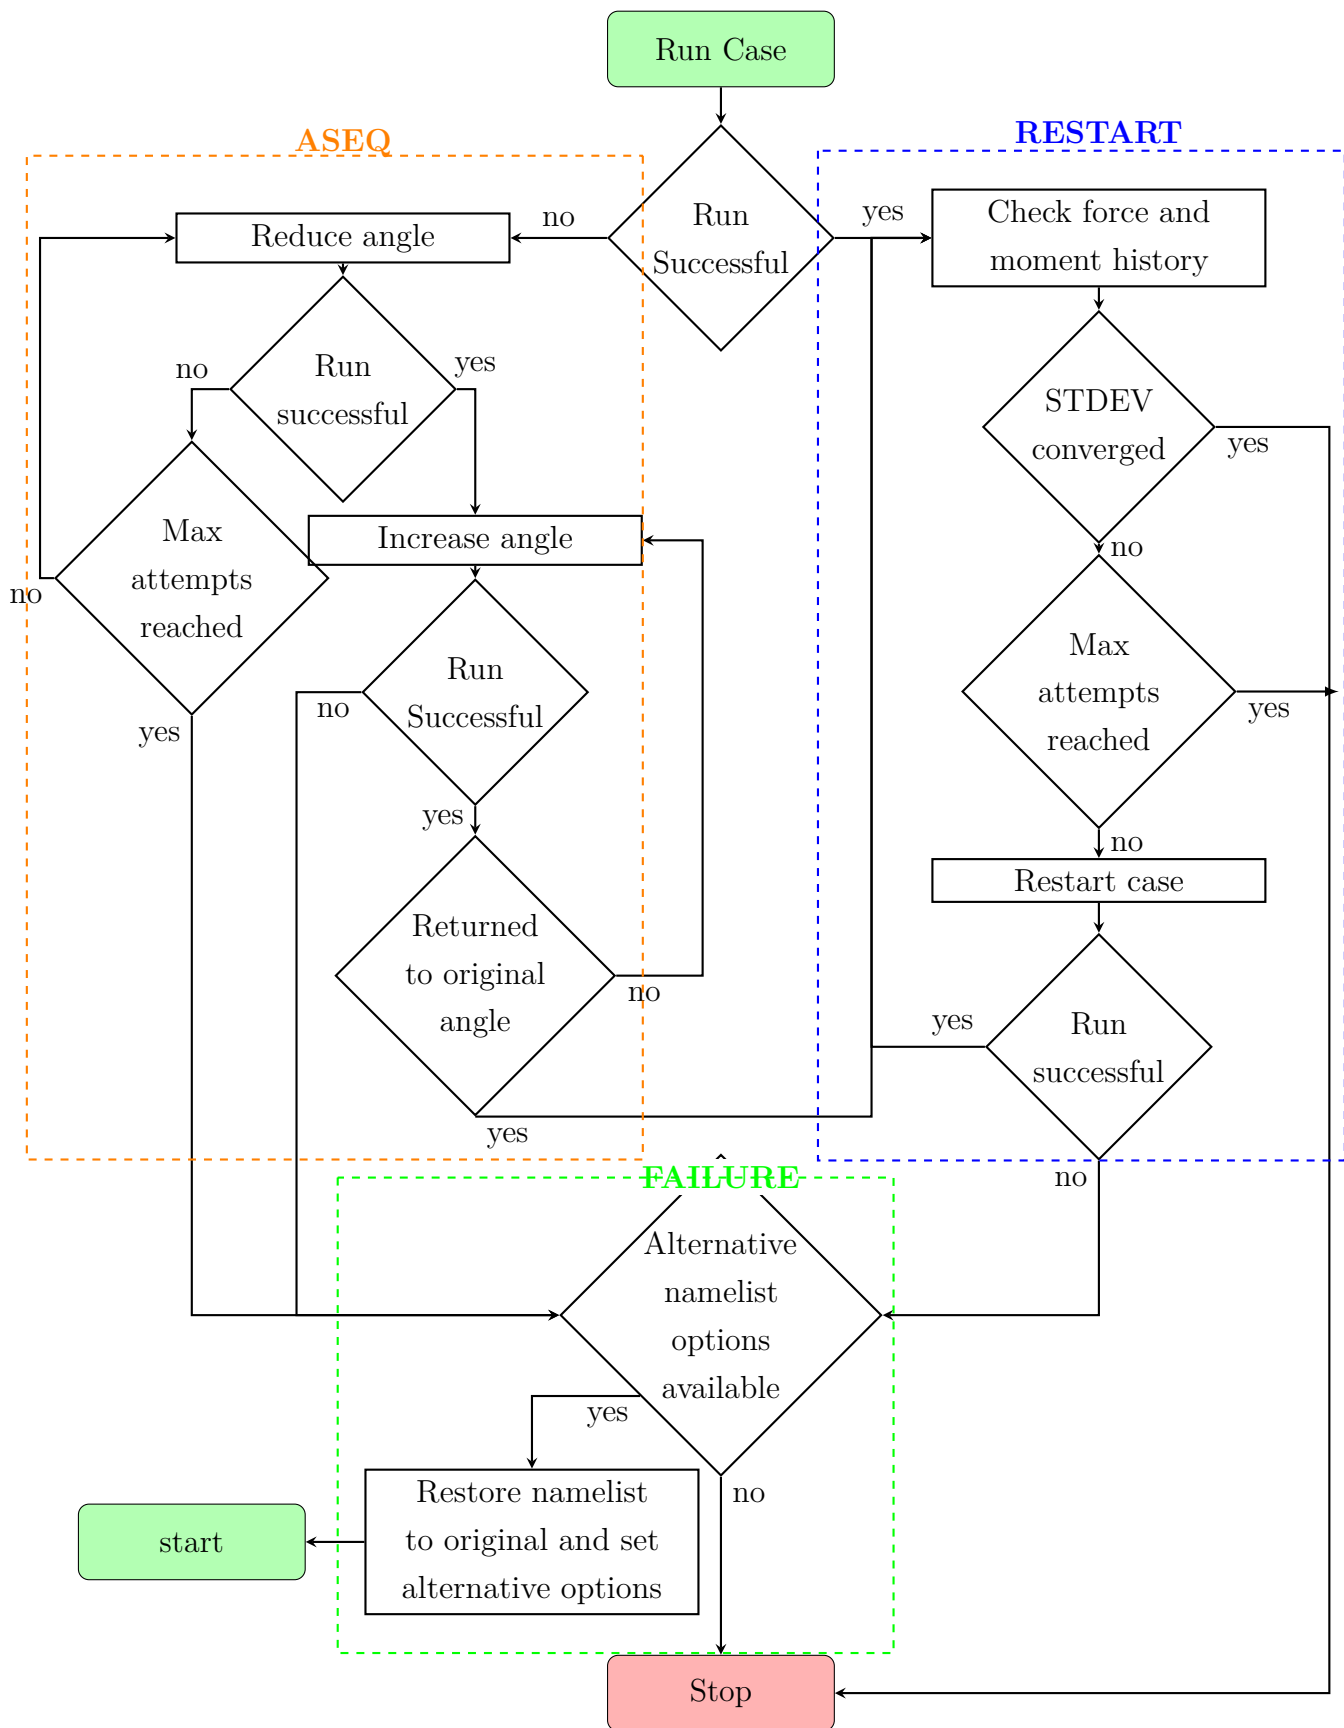 Run Case
ASEQ
RESTART
Run
Successful
no
yes
Reduce angle
Check force and
moment history
Run
successful
no
yes
STDEV
converged
yes
no
Max
attempts
reached
no
yes
Increase angle
Run
Successful
no
yes
Max
attempts
reached
yes
no
Restart case
Returned
to original
angle
no
yes
Run
successful
yes
no
FAILURE
Alternative
namelist
options
available
yes
no
Restore namelist
to original and set
alternative options
start
Stop